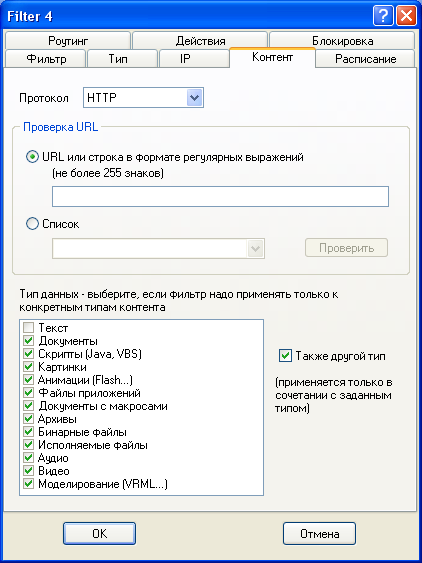 Filter 4
Роутинг Действия Блокировка
Фильтр Тип IP Контент Расписание
Протокол HTTP
Проверка URL
URL или строка в формате регулярных выражений
(не более 255 знаков)
Список
Проверить
Тип данных - выберите, если фильтр надо применять только к
конкретным типам контента
Текст
Документы
Скрипты (Java, VBS)
Картинки
Анимации (Flash...)
Файлы приложений
Документы с макросами
Архивы
Бинарные файлы
Исполняемые файлы
Аудио
Видео
Моделирование (VRML...)
Также другой тип
(применяется только в
сочетании с заданным
типом)
OK Отмена